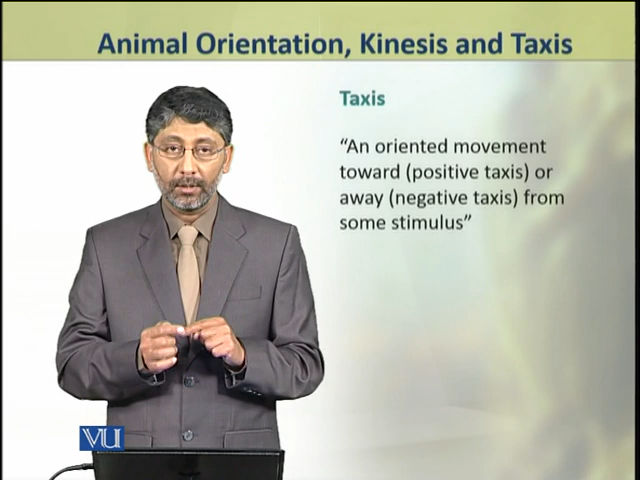 Animal Orientation, Kinesis and Taxis
Taxis
“An oriented movement
toward (positive taxis) or
away (negative taxis) from
some stimulus”
VU